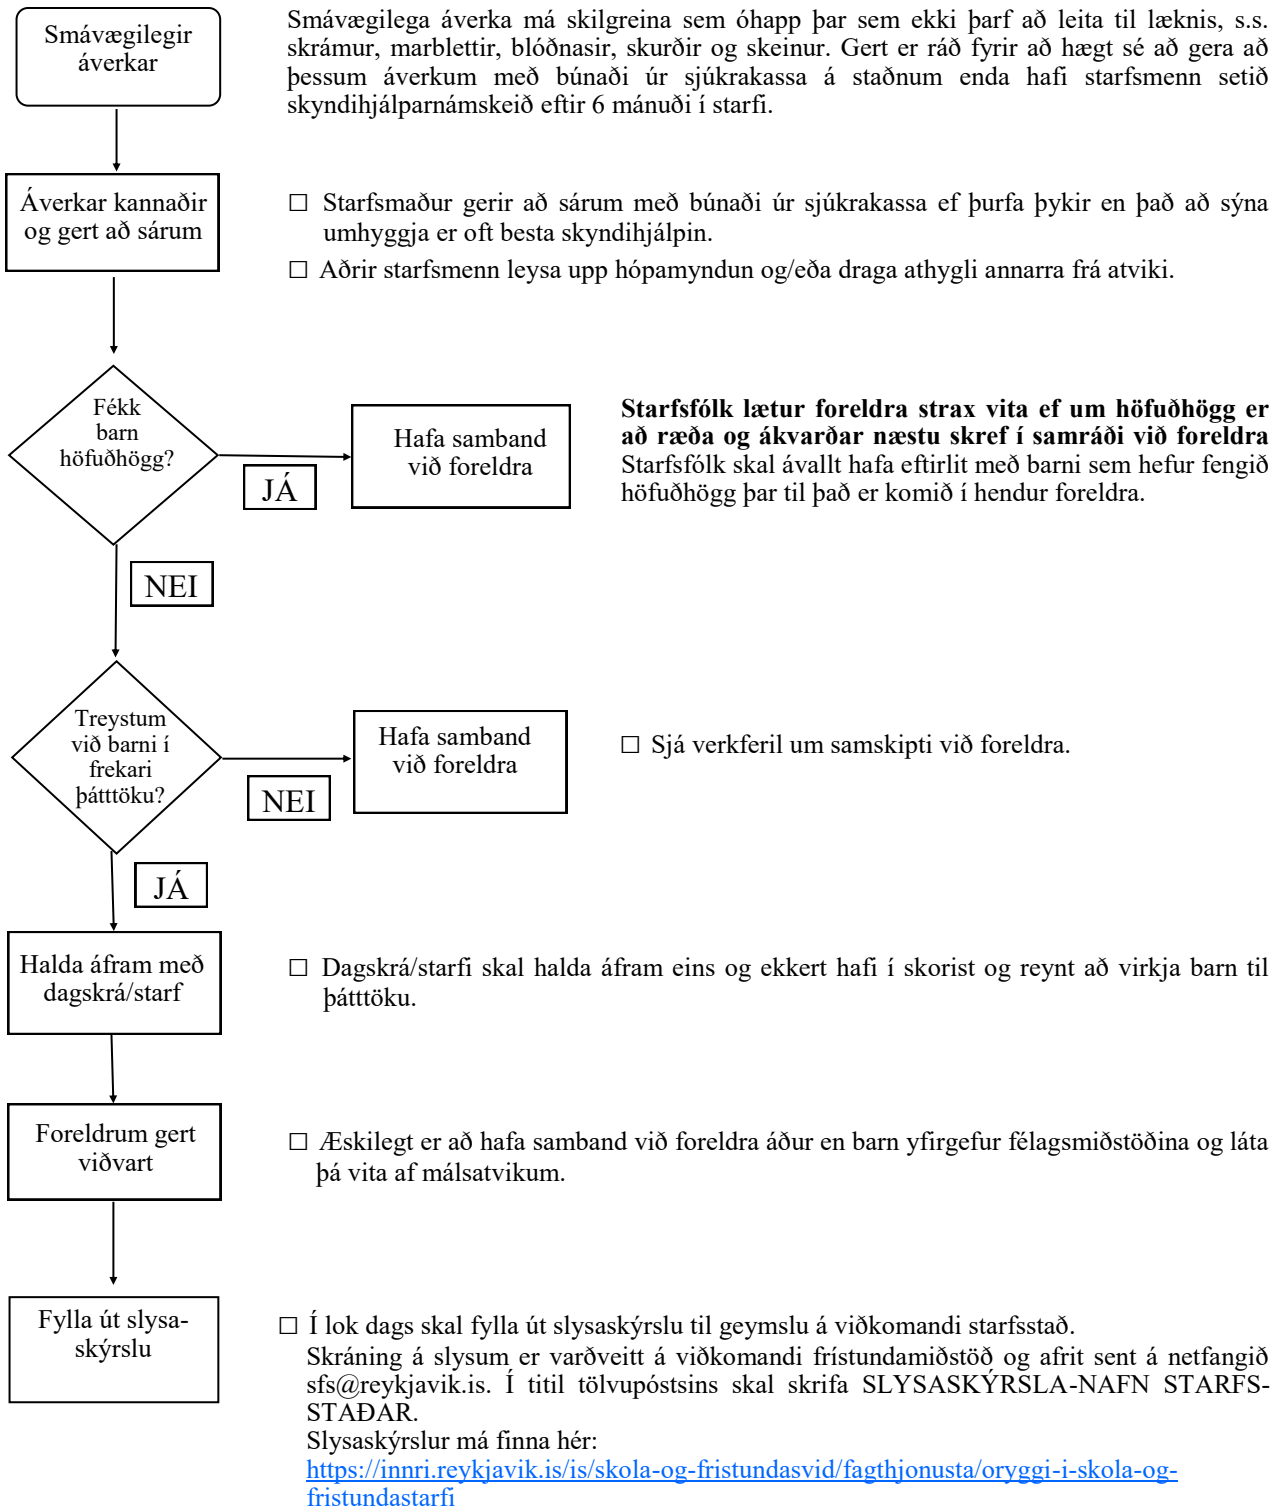 Smávægilegir
áverkar
Smávægilega áverka má skilgreina sem óhapp þar sem ekki þarf að leita til læknis, s.s.
skrámur, marblettir, blóðnasir, skurðir og skeinur. Gert er ráð fyrir að hægt sé að gera að
þessum áverkum með búnaði úr sjúkrakassa á staðnum enda hafi starfsmenn setið
skyndihjálparnámskeið eftir 6 mánuði í starfi.
Áverkar kannaðir
og gert að sárum
☐ Starfsmaður gerir að sárum með búnaði úr sjúkrakassa ef þurfa þykir en það að sýna
umhyggja er oft besta skyndihjálpin.
☐ Aðrir starfsmenn leysa upp hópamyndun og/eða draga athygli annarra frá atviki.
Fékk
barn
höfuðhögg?
JÁ
Hafa samband
við foreldra
Starfsfólk lætur foreldra strax vita ef um höfuðhögg er
að ræða og ákvarðar næstu skref í samráði við foreldra
Starfsfólk skal ávallt hafa eftirlit með barni sem hefur fengið
höfuðhögg þar til það er komið í hendur foreldra.
NEI
Treystum
við barni í
frekari
þátttöku?
NEI
Hafa samband
við foreldra
☐ Sjá verkferil um samskipti við foreldra.
JÁ
Halda áfram með
dagskrá/starf
☐ Dagskrá/starfi skal halda áfram eins og ekkert hafi í skorist og reynt að virkja barn til
þátttöku.
Foreldrum gert
viðvart
☐ Æskilegt er að hafa samband við foreldra áður en barn yfirgefur félagsmiðstöðina og láta
þá vita af málsatvikum.
Fylla út slysa-
skýrslu
☐ Í lok dags skal fylla út slysaskýrslu til geymslu á viðkomandi starfsstað.
Skráning á slysum er varðveitt á viðkomandi frístundamiðstöð og afrit sent á netfangið
sfs@reykjavik.is. Í titil tölvupóstsins skal skrifa SLYSASKÝRSLA-NAFN STARFS-
STAÐAR.
Slysaskýrslur má finna hér:
https://innri.reykjavik.is/is/skola-og-fristundasvid/fagthjonusta/oryggi-i-skola-og-
fristundastarfi